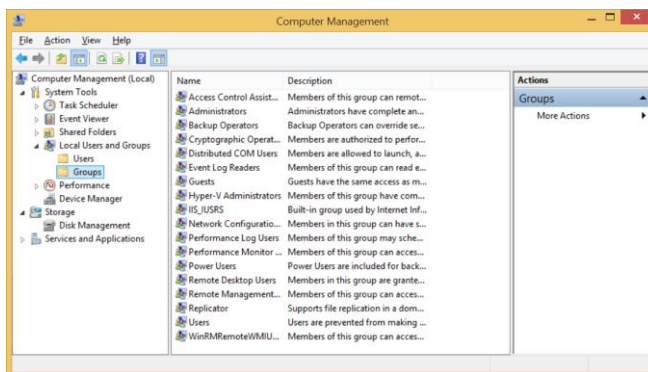 Computer Management
File Action View Help
Computer Management (Local)
System Tools
Task Scheduler
Event Viewer
Shared Folders
Local Users and Groups
Users
Groups
Performance
Device Manager
Storage
Disk Management
Services and Applications
Name Description
Access Control Assist... Members of this group can remot...
Administrators Administrators have complete an...
Backup Operators Backup Operators can override se...
Cryptographic Operat... Members are authorized to perfor...
Distributed COM Users Members are allowed to launch, a...
Event Log Readers Members of this group can read e...
Guests Guests have the same access as m...
Hyper-V Administrators Members of this group have com...
IIS_IUSRS Built-in group used by Internet Inf...
Network Configuratio... Members in this group can have s...
Performance Log Users Members of this group may sche...
Performance Monitor ... Members of this group can acces...
Power Users Power Users are included for back...
Remote Desktop Users Members in this group are grante...
Remote Management... Members of this group can acces...
Replicator Supports file replication in a dom...
Users Users are prevented from making ...
WinRMRemoteWMIU... Members of this group can acces...
Actions
Groups
More Actions